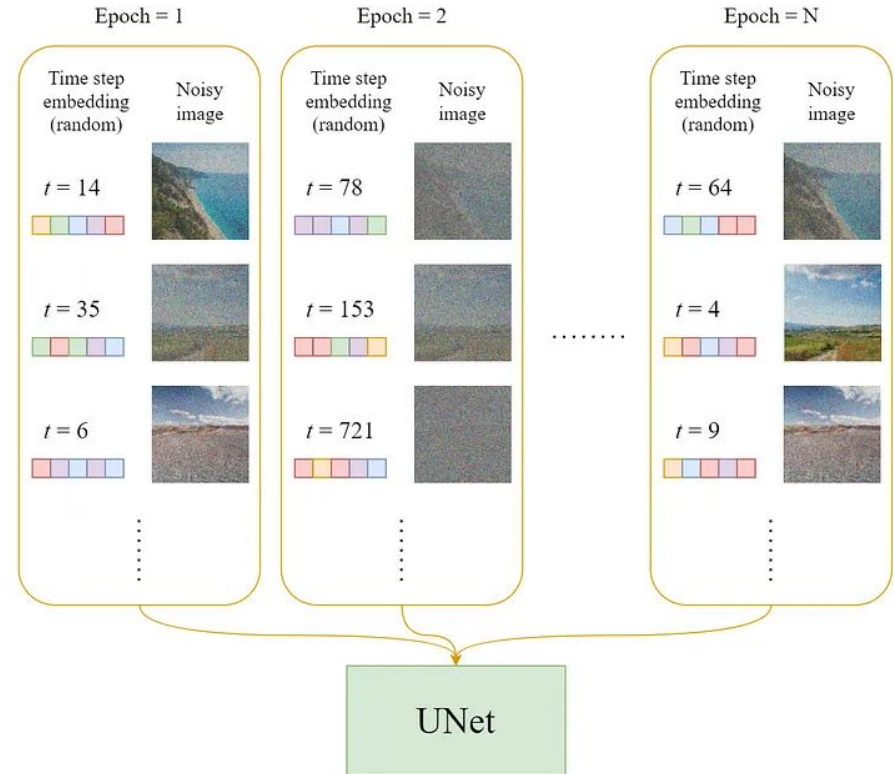 Epoch = 1
Epoch = 2
Epoch = N
Time step
embedding
(random)
Noisy
image
t = 14
t = 35
t = 6
Time step
embedding
(random)
Noisy
image
t = 78
t = 153
t = 721
........
Time step
embedding
(random)
Noisy
image
t = 64
t = 4
t = 9
UNet